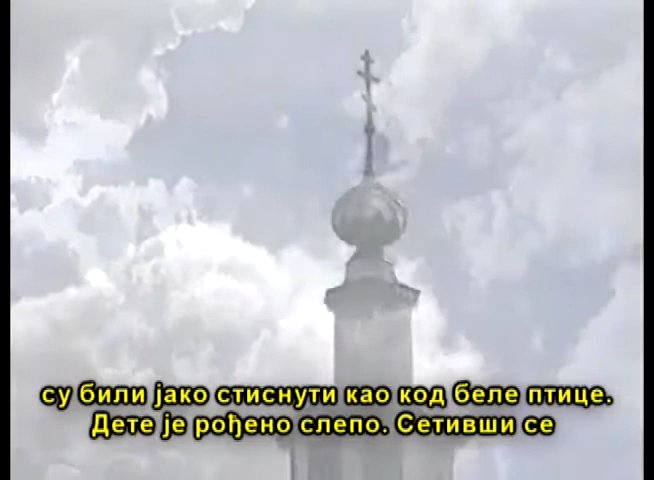 су били јако стиснути као код беле птице.
Дете је рођено слепо. Сетивши се